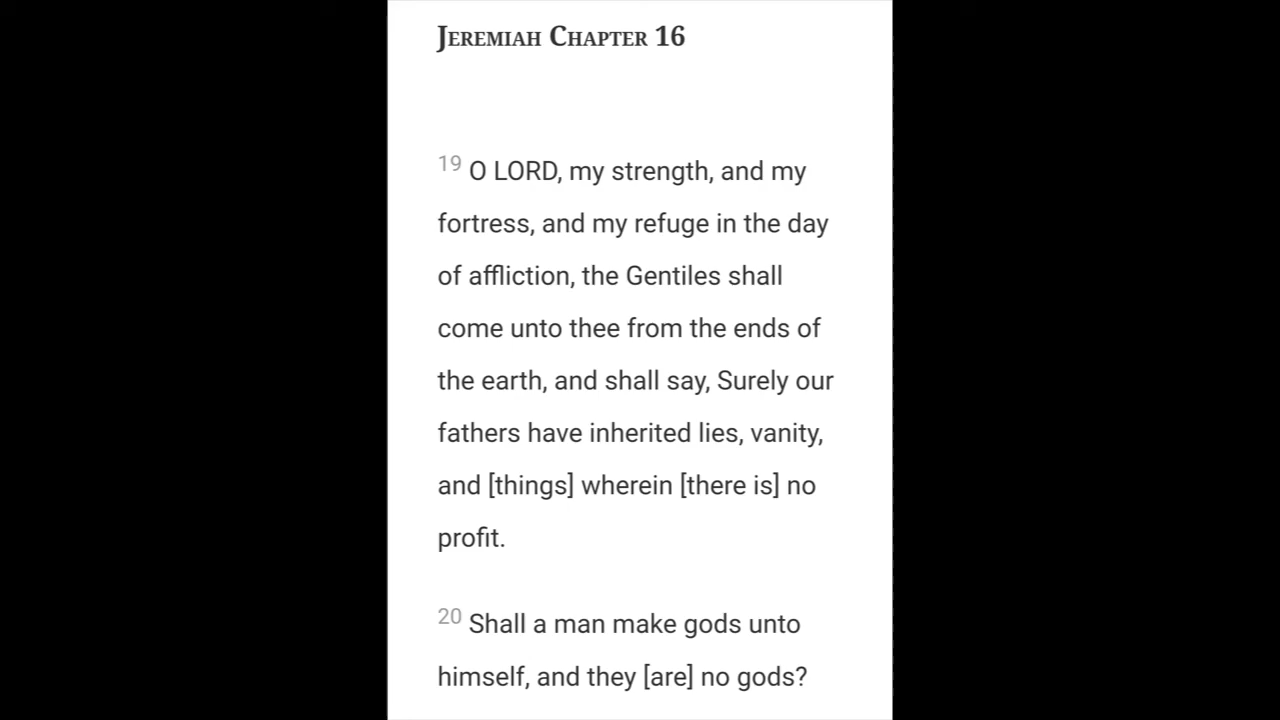 Jeremiah Chapter 16
19 O LORD, my strength, and my
fortress, and my refuge in the day
of affliction, the Gentiles shall
come unto thee from the ends of
the earth, and shall say, Surely our
fathers have inherited lies, vanity,
and [things] wherein [there is] no
profit.
20 Shall a man make gods unto
himself, and they [are] no gods?